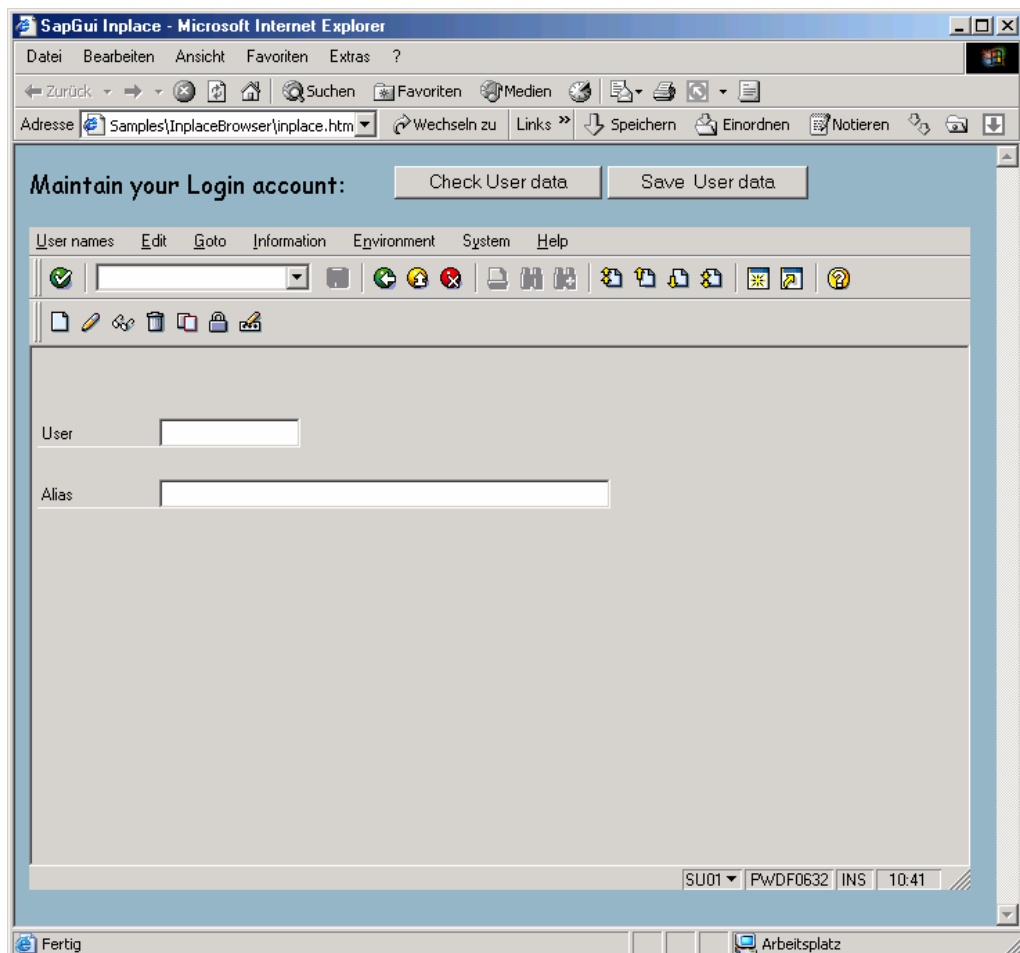 SapGui Inplace - Microsoft Internet Explorer
Datei Bearbeiten Ansicht Favoriten Extras ?
Zurück Suchen Favoriten Medien
Adresse Samples\InplaceBrowser\inplace.htm Wechseln zu Links » Speichern Einordnen Notieren
Maintain your Login account: Check User data Save User data
User names Edit Goto Information Environment System Help
User
Alias
SU01 PWDF0632 INS 10:41
Fertig Arbeitsplatz